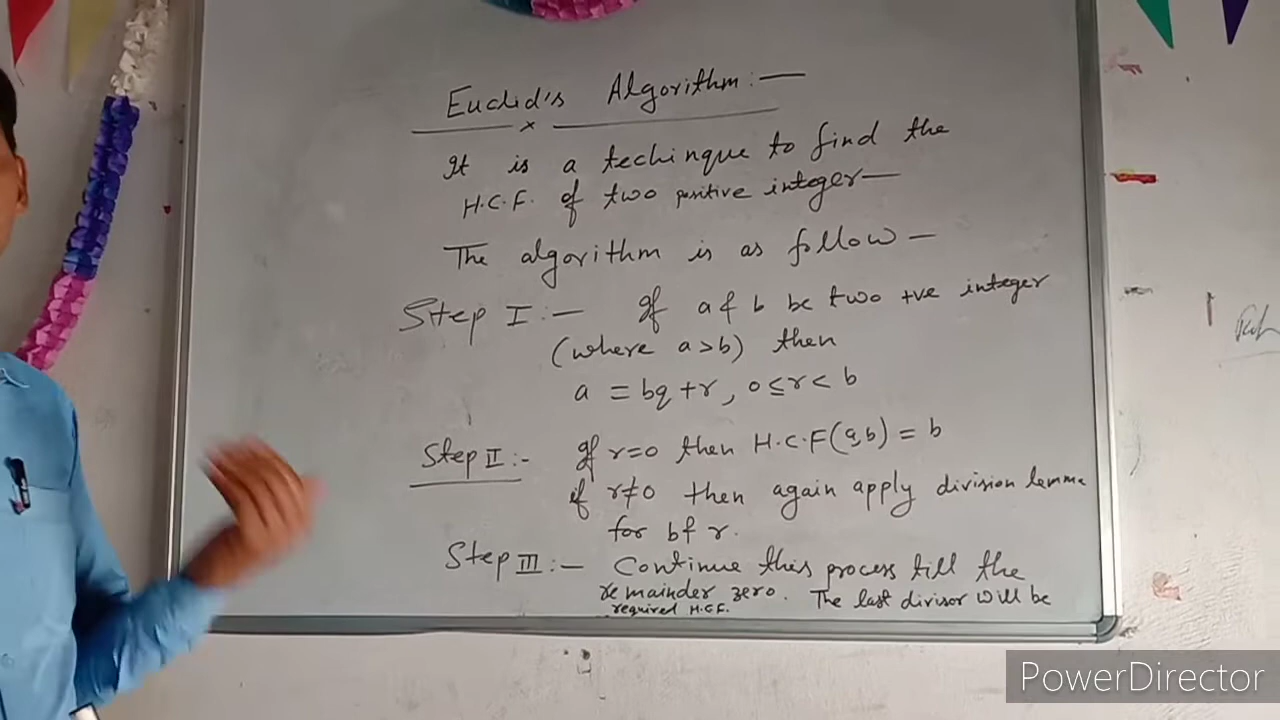 Euclid's Algorithm :—
It is a techinque to find the
H.C.F. of two positive integer—
The algorithm is as follow —
Step I :— If a & b be two +ve integer
(where a>b) then
a = bq + r, 0 ≤ r < b
Step II :- If r=0 then H.C.F(a,b) = b
if r≠0 then again apply division lemma
for b & r.
Step III :— Continue this process till the
remainder zero. The last divisor will be
required H.C.F.
PowerDirector